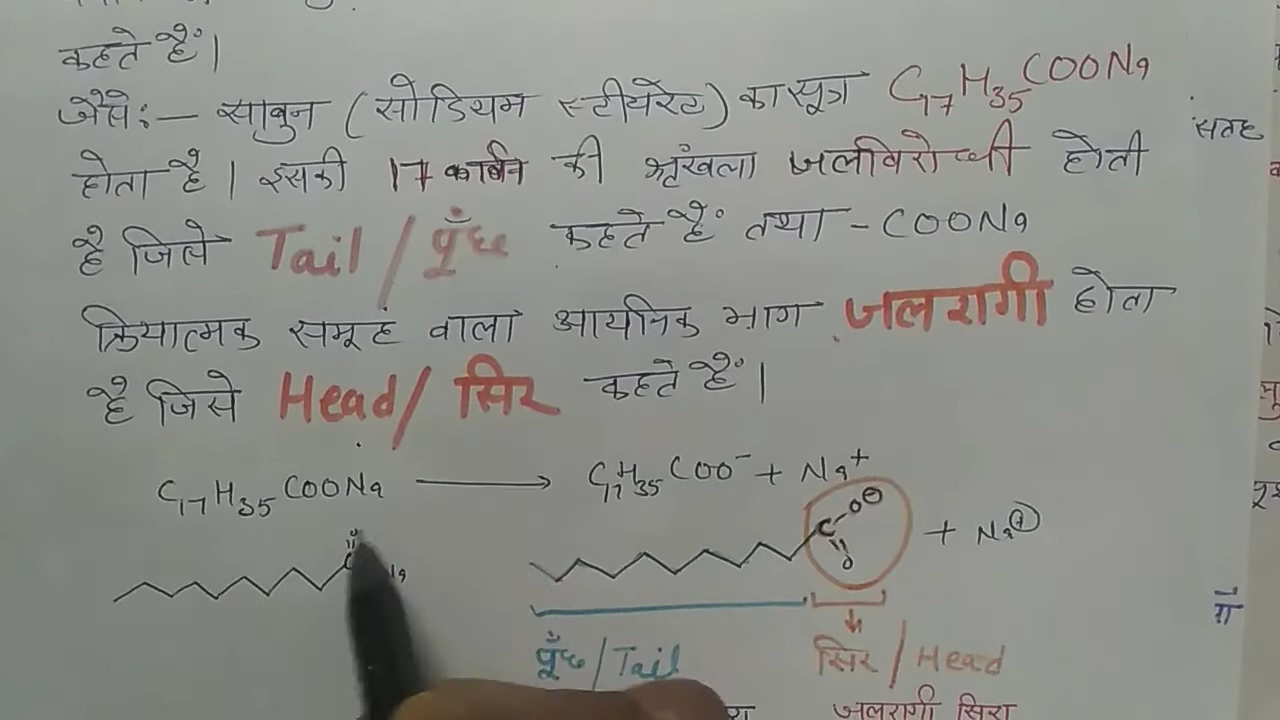 कहते हैं।
जैसे:- साबुन (सोडियम स्टीयरेट) का सूत्र C17H35COONa
होता है। इसकी 17 कार्बन की श्रृंखला जलविरोधी होती
है जिसे Tail/पूँछ कहते हैं तथा -COONa
क्रियात्मक समूह वाला आयनिक भाग जलरागी होता
है जिसे Head/सिर कहते हैं।
C17H35COONa ⟶ C17H35COO⁻ + Na⁺
C O⊖ O + Na⊕
पूँछ/Tail सिर/Head
जलरागी सिरा
सतह